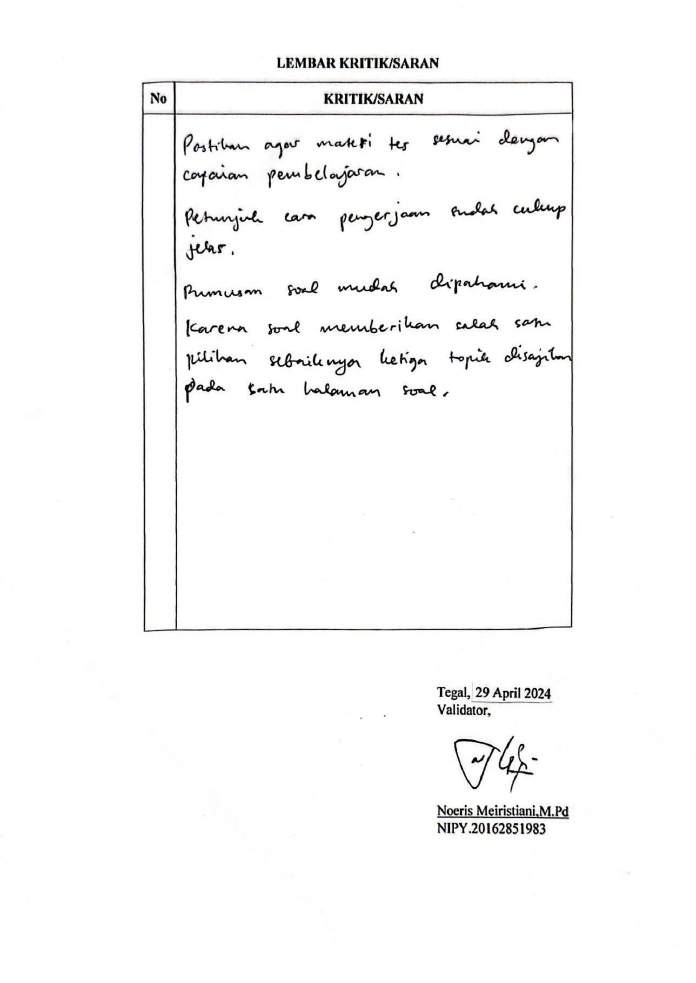 LEMBAR KRITIK/SARAN
No KRITIK/SARAN
Pastikan agar materi tes sesuai dengan
capaian pembelajaran.
Petunjuk cara pengerjaan sudah cukup
jelas.
Rumusan soal mudah dipahami.
Karena soal memberikan salah satu
pilihan sebaiknya ketiga topik disajikan
pada satu halaman soal.
Tegal, 29 April 2024
Validator,
Noeris Meiristiani,M.Pd
NIPY.20162851983